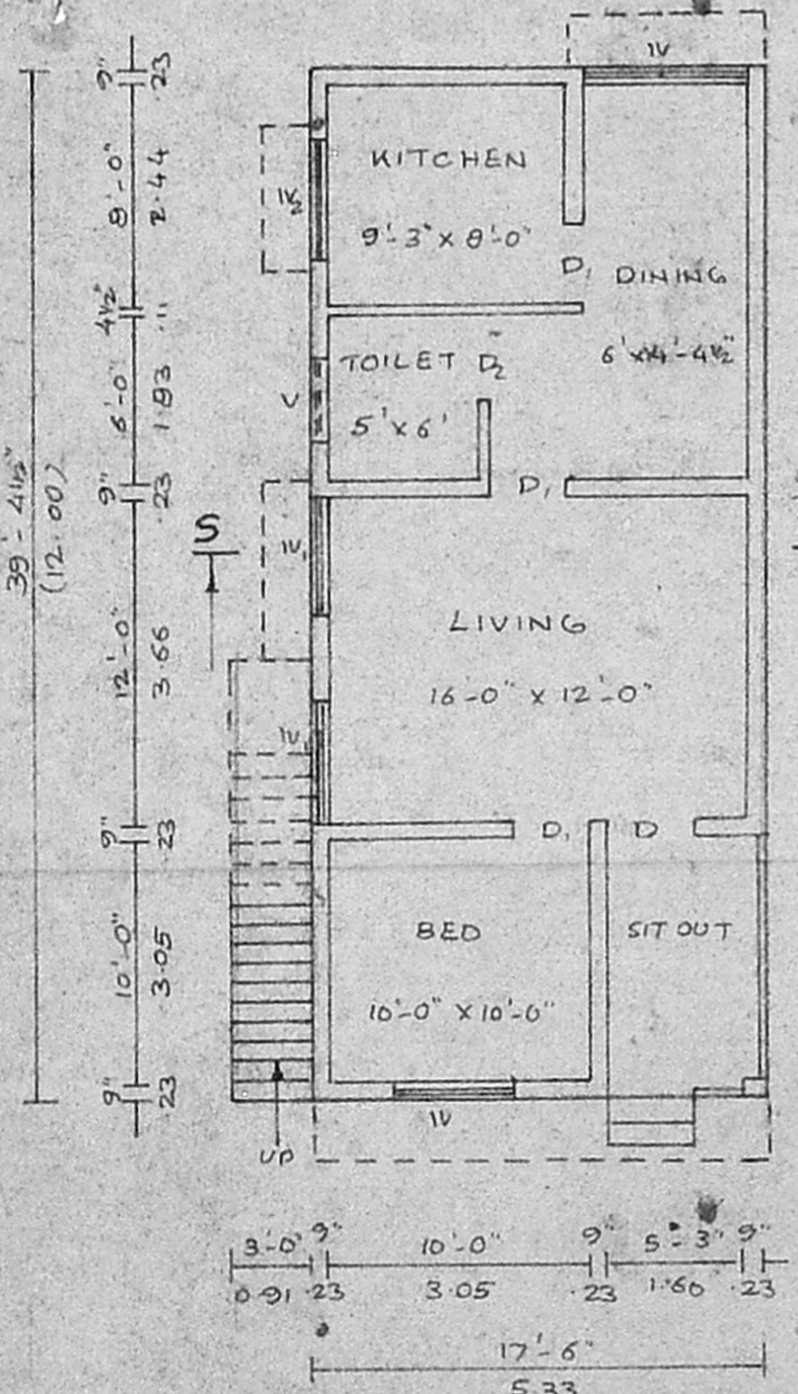 W
KITCHEN
9'-3" x 8'-0"
W2
D1
DINING
6' x 14'-4½"
TOILET
D2
5' x 6'
V
D1
S
W1
LIVING
16'-0" x 12'-0"
W1
D1
D
BED
10'-0" x 10'-0"
SIT OUT
W
UP
9"
.23
8'-0"
2.44
4½"
.11
6'-0"
1.83
9"
.23
12'-0"
3.66
9"
.23
10'-0"
3.05
9"
.23
39'-4½"
(12.00)
3'-0"
9"
10'-0"
9"
5'-3"
9"
0.91
.23
3.05
.23
1.60
.23
17'-6"
5.33